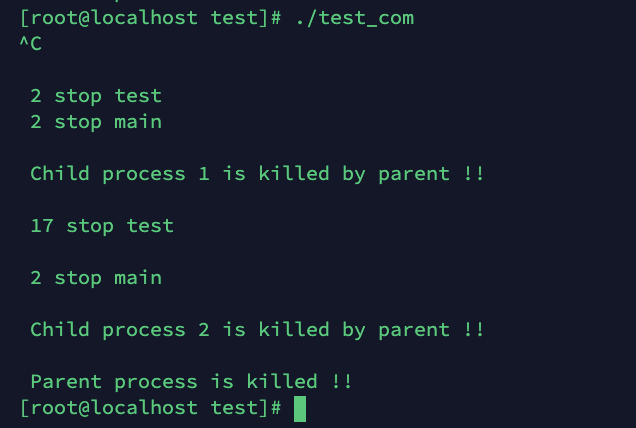 [root@localhost test]# ./test_com
^C
2 stop test
2 stop main
Child process 1 is killed by parent !!
17 stop test
2 stop main
Child process 2 is killed by parent !!
Parent process is killed !!
[root@localhost test]#